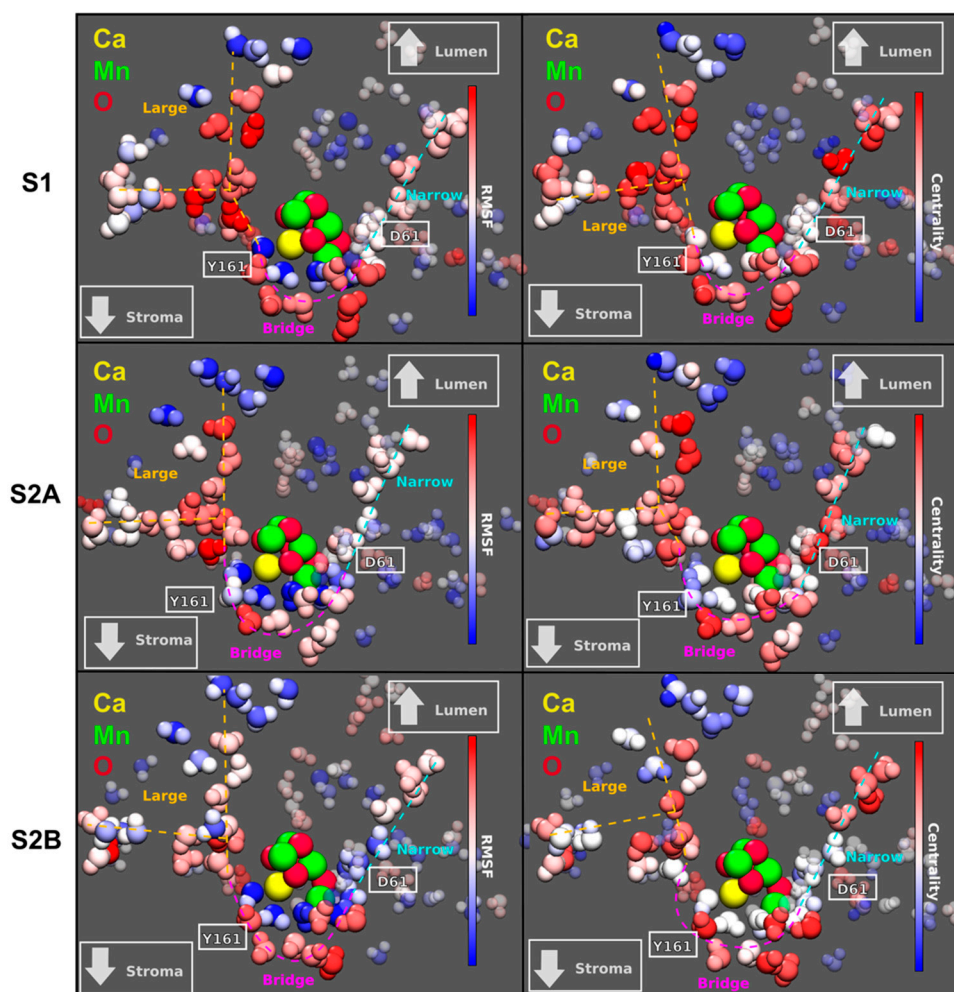 S1
Ca
Mn
O
Large
Lumen
RMSF
Narrow
D61
Y161
Stroma
Bridge
Ca
Mn
O
Lumen
Centrality
Narrow
Large
D61
Y161
Stroma
Bridge
S2A
Ca
Mn
O
Lumen
Large
Narrow
RMSF
D61
Y161
Stroma
Bridge
Ca
Mn
O
Lumen
Large
Narrow
Centrality
D61
Y161
Stroma
Bridge
S2B
Ca
Mn
O
Lumen
Large
RMSF
Narrow
D61
Y161
Stroma
Bridge
Ca
Mn
O
Lumen
Large
Centrality
Narrow
D61
Y161
Stroma
Bridge